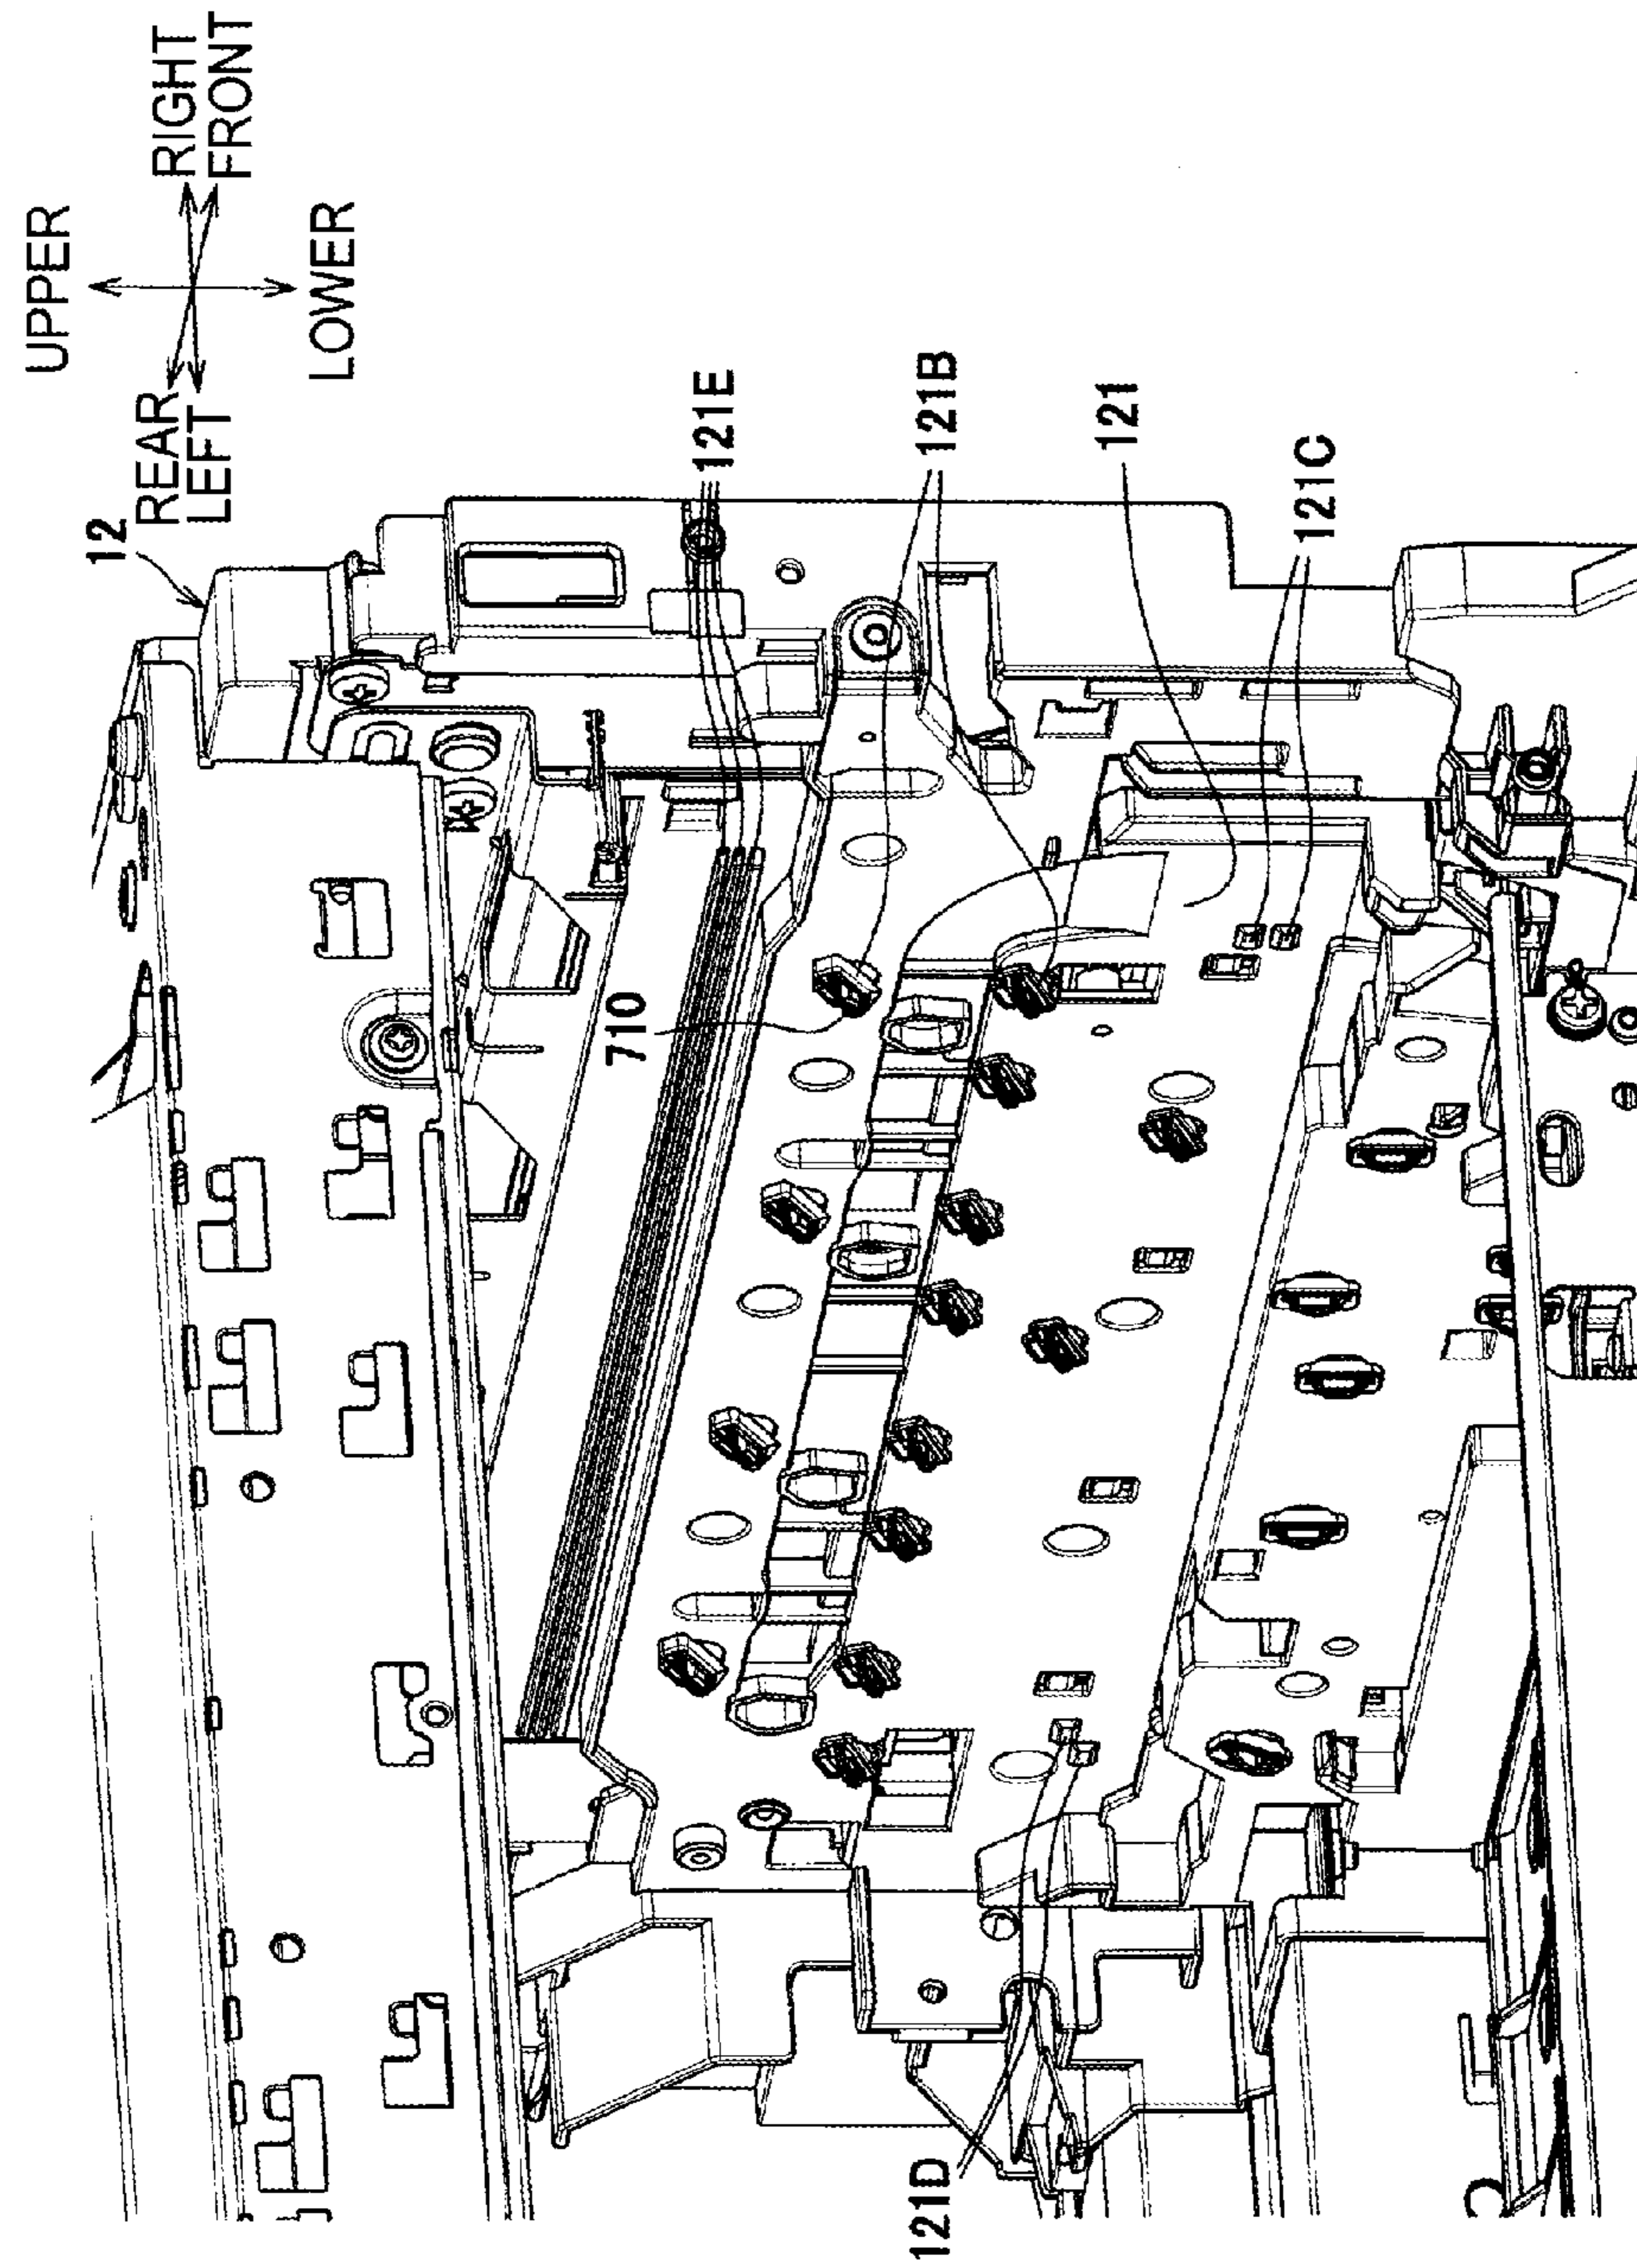 UPPER
REAR
LEFT
RIGHT
FRONT
LOWER
12
121E
121B
121
121C
710
121D